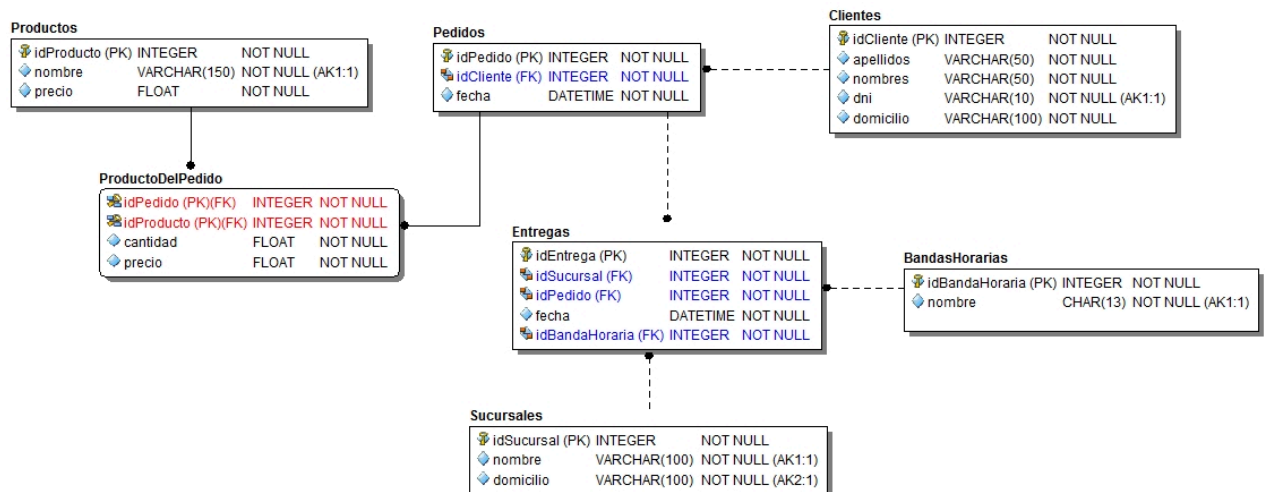 Productos
idProducto (PK) INTEGER NOT NULL
nombre VARCHAR(150) NOT NULL (AK1:1)
precio FLOAT NOT NULL
Pedidos
idPedido (PK) INTEGER NOT NULL
idCliente (FK) INTEGER NOT NULL
fecha DATETIME NOT NULL
Clientes
idCliente (PK) INTEGER NOT NULL
apellidos VARCHAR(50) NOT NULL
nombres VARCHAR(50) NOT NULL
dni VARCHAR(10) NOT NULL (AK1:1)
domicilio VARCHAR(100) NOT NULL
ProductoDelPedido
idPedido (PK)(FK) INTEGER NOT NULL
idProducto (PK)(FK) INTEGER NOT NULL
cantidad FLOAT NOT NULL
precio FLOAT NOT NULL
Entregas
idEntrega (PK) INTEGER NOT NULL
idSucursal (FK) INTEGER NOT NULL
idPedido (FK) INTEGER NOT NULL
fecha DATETIME NOT NULL
idBandaHoraria (FK) INTEGER NOT NULL
BandasHorarias
idBandaHoraria (PK) INTEGER NOT NULL
nombre CHAR(13) NOT NULL (AK1:1)
Sucursales
idSucursal (PK) INTEGER NOT NULL
nombre VARCHAR(100) NOT NULL (AK1:1)
domicilio VARCHAR(100) NOT NULL (AK2:1)